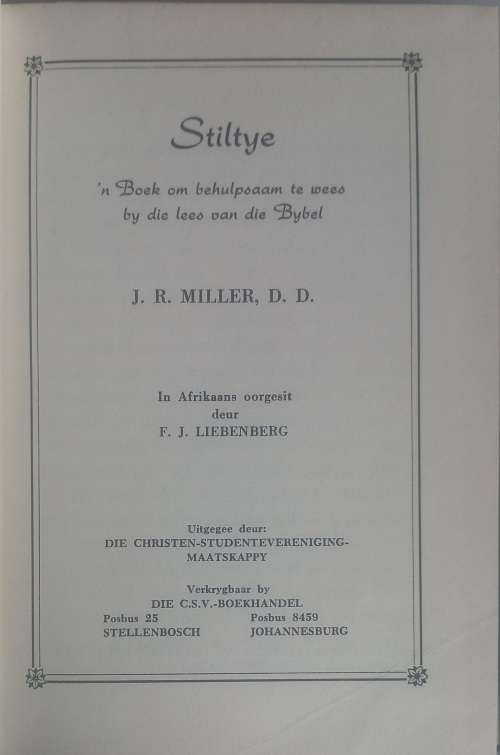 Stiltye
'n Boek om behulpsaam te wees
by die lees van die Bybel
J. R. MILLER, D. D.
In Afrikaans oorgesit
deur
F. J. LIEBENBERG
Uitgegee deur:
DIE CHRISTEN-STUDENTEVERENIGING-
MAATSKAPPY
Verkrygbaar by
DIE C.S.V.-BOEKHANDEL
Posbus 25 Posbus 8459
STELLENBOSCH JOHANNESBURG